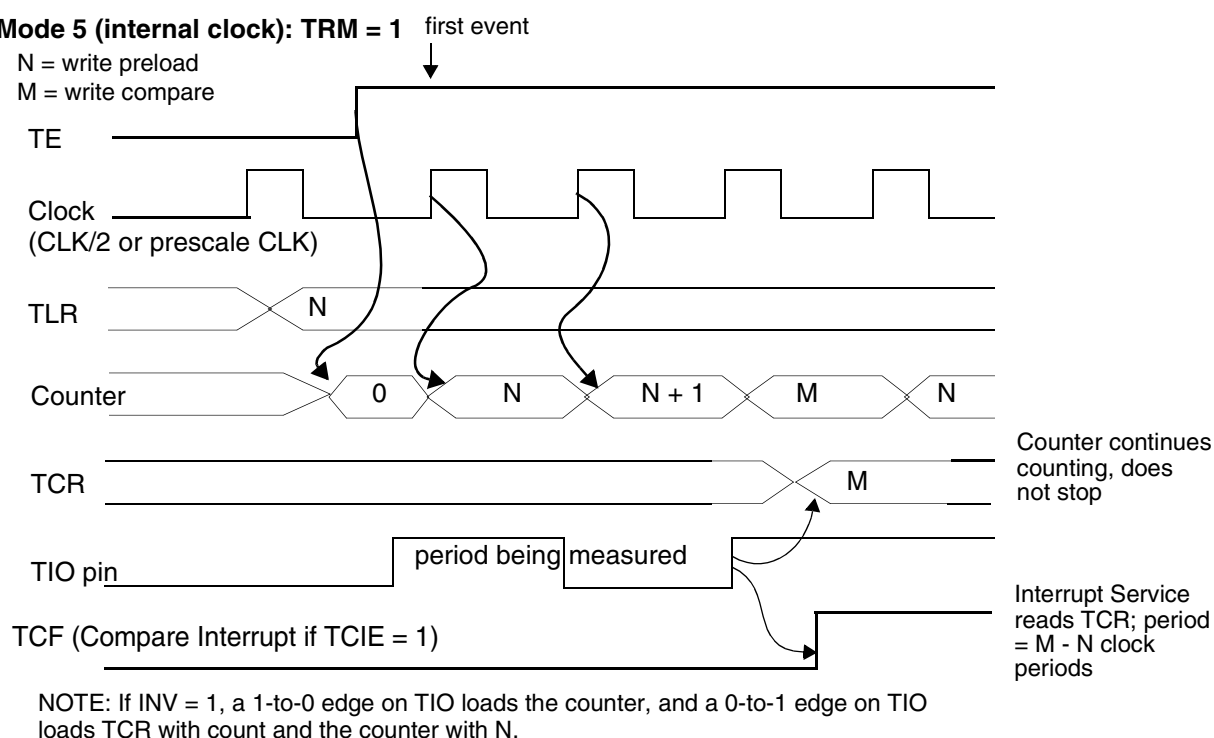 Mode 5 (internal clock): TRM = 1
first event
N = write preload
M = write compare
TE
Clock
(CLK/2 or prescale CLK)
TLR
N
Counter
0
N
N + 1
M
N
TCR
M
Counter continues
counting, does
not stop
TIO pin
period being measured
TCF (Compare Interrupt if TCIE = 1)
Interrupt Service
reads TCR; period
= M - N clock
periods
NOTE: If INV = 1, a 1-to-0 edge on TIO loads the counter, and a 0-to-1 edge on TIO
loads TCR with count and the counter with N.